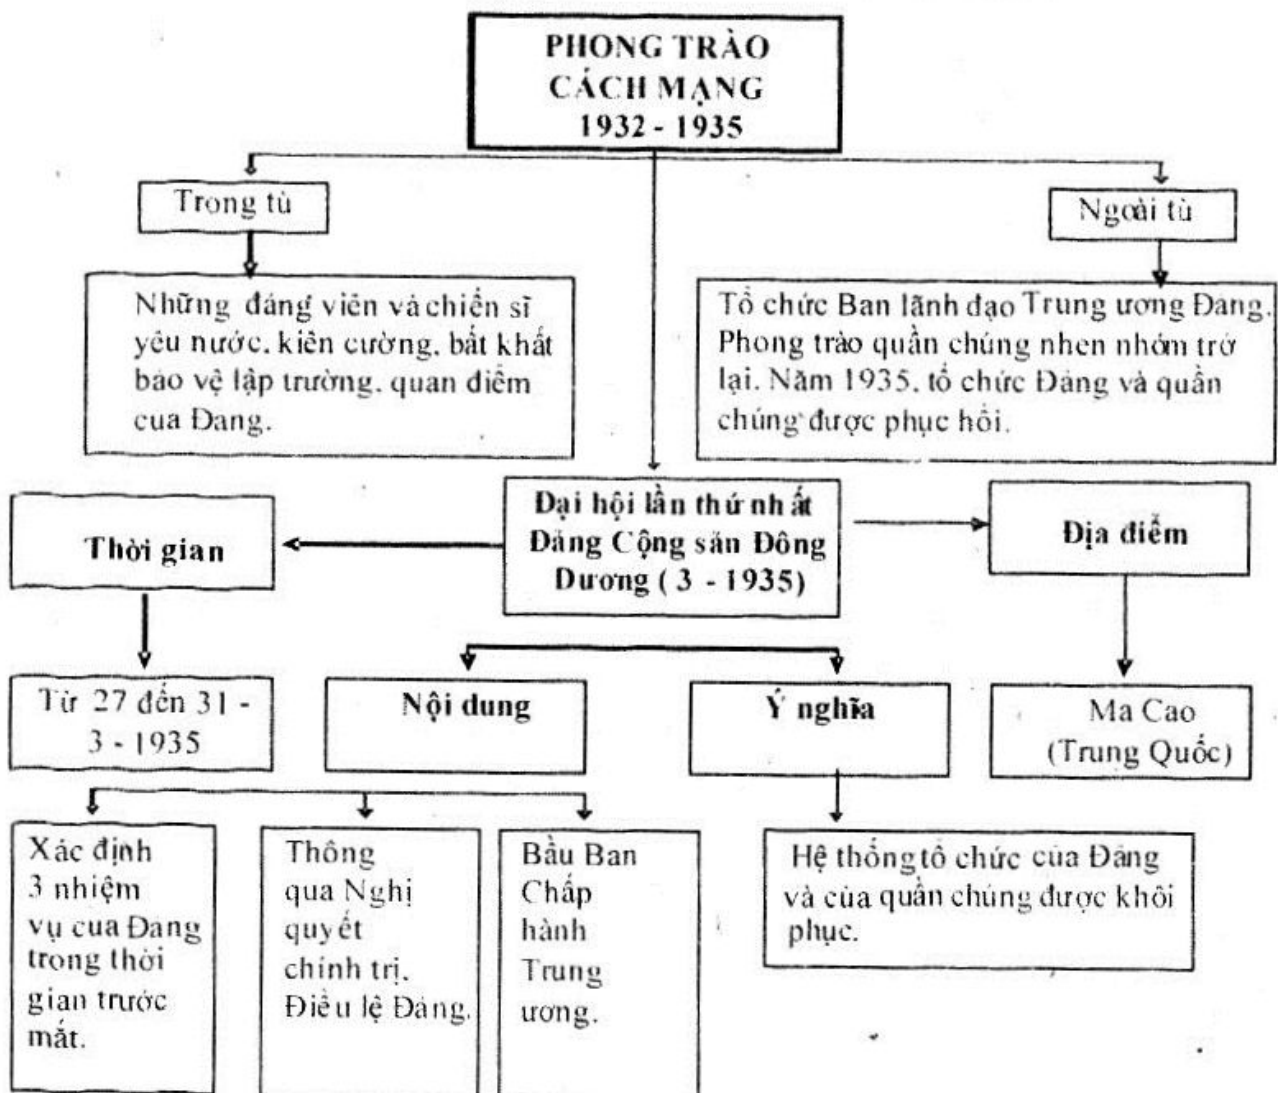 PHONG TRÀO
CÁCH MẠNG
1932 - 1935
Trong tù
Ngoài tù
Những đảng viên và chiến sĩ
yêu nước, kiên cường, bất khất
bảo vệ lập trường, quan điểm
của Đảng.
Tổ chức Ban lãnh đạo Trung ương Đảng.
Phong trào quần chúng nhen nhóm trở
lại. Năm 1935, tổ chức Đảng và quần
chúng được phục hồi.
Đại hội lần thứ nhất
Đảng Cộng sản Đông
Dương ( 3 - 1935)
Thời gian
Địa điểm
Từ 27 đến 31 -
3 - 1935
Nội dung
Ý nghĩa
Ma Cao
(Trung Quốc)
Xác định
3 nhiệm
vụ của Đảng
trong thời
gian trước
mắt.
Thông
qua Nghị
quyết
chính trị,
Điều lệ Đảng.
Bầu Ban
Chấp
hành
Trung
ương.
Hệ thống tổ chức của Đảng
và của quần chúng được khôi
phục.